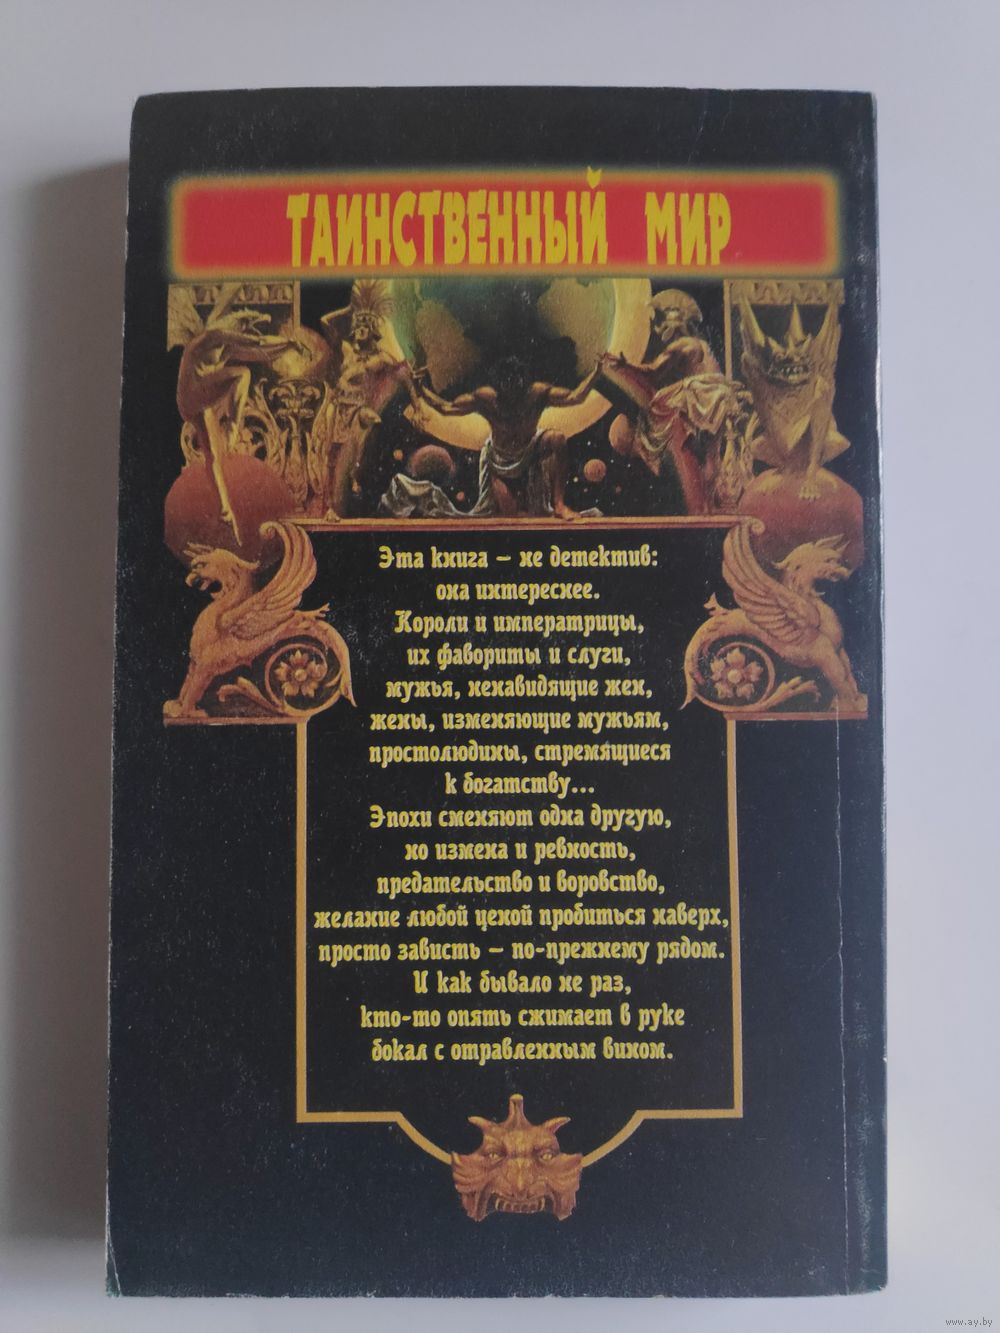 ТАИНСТВЕННЫЙ МИР
Эта книга – не детектив:
она интереснее.
Короли и императрицы,
их фавориты и слуги,
мужья, ненавидящие жен,
жены, изменяющие мужьям,
простолюдины, стремящиеся
к богатству...
Эпохи сменяют одна другую,
но измена и ревность,
предательство и воровство,
желание любой ценой пробиться наверх,
просто зависть – по-прежнему рядом.
И как бывало не раз,
кто-то опять сжимает в руке
бокал с отравленным вином.
www.ay.by